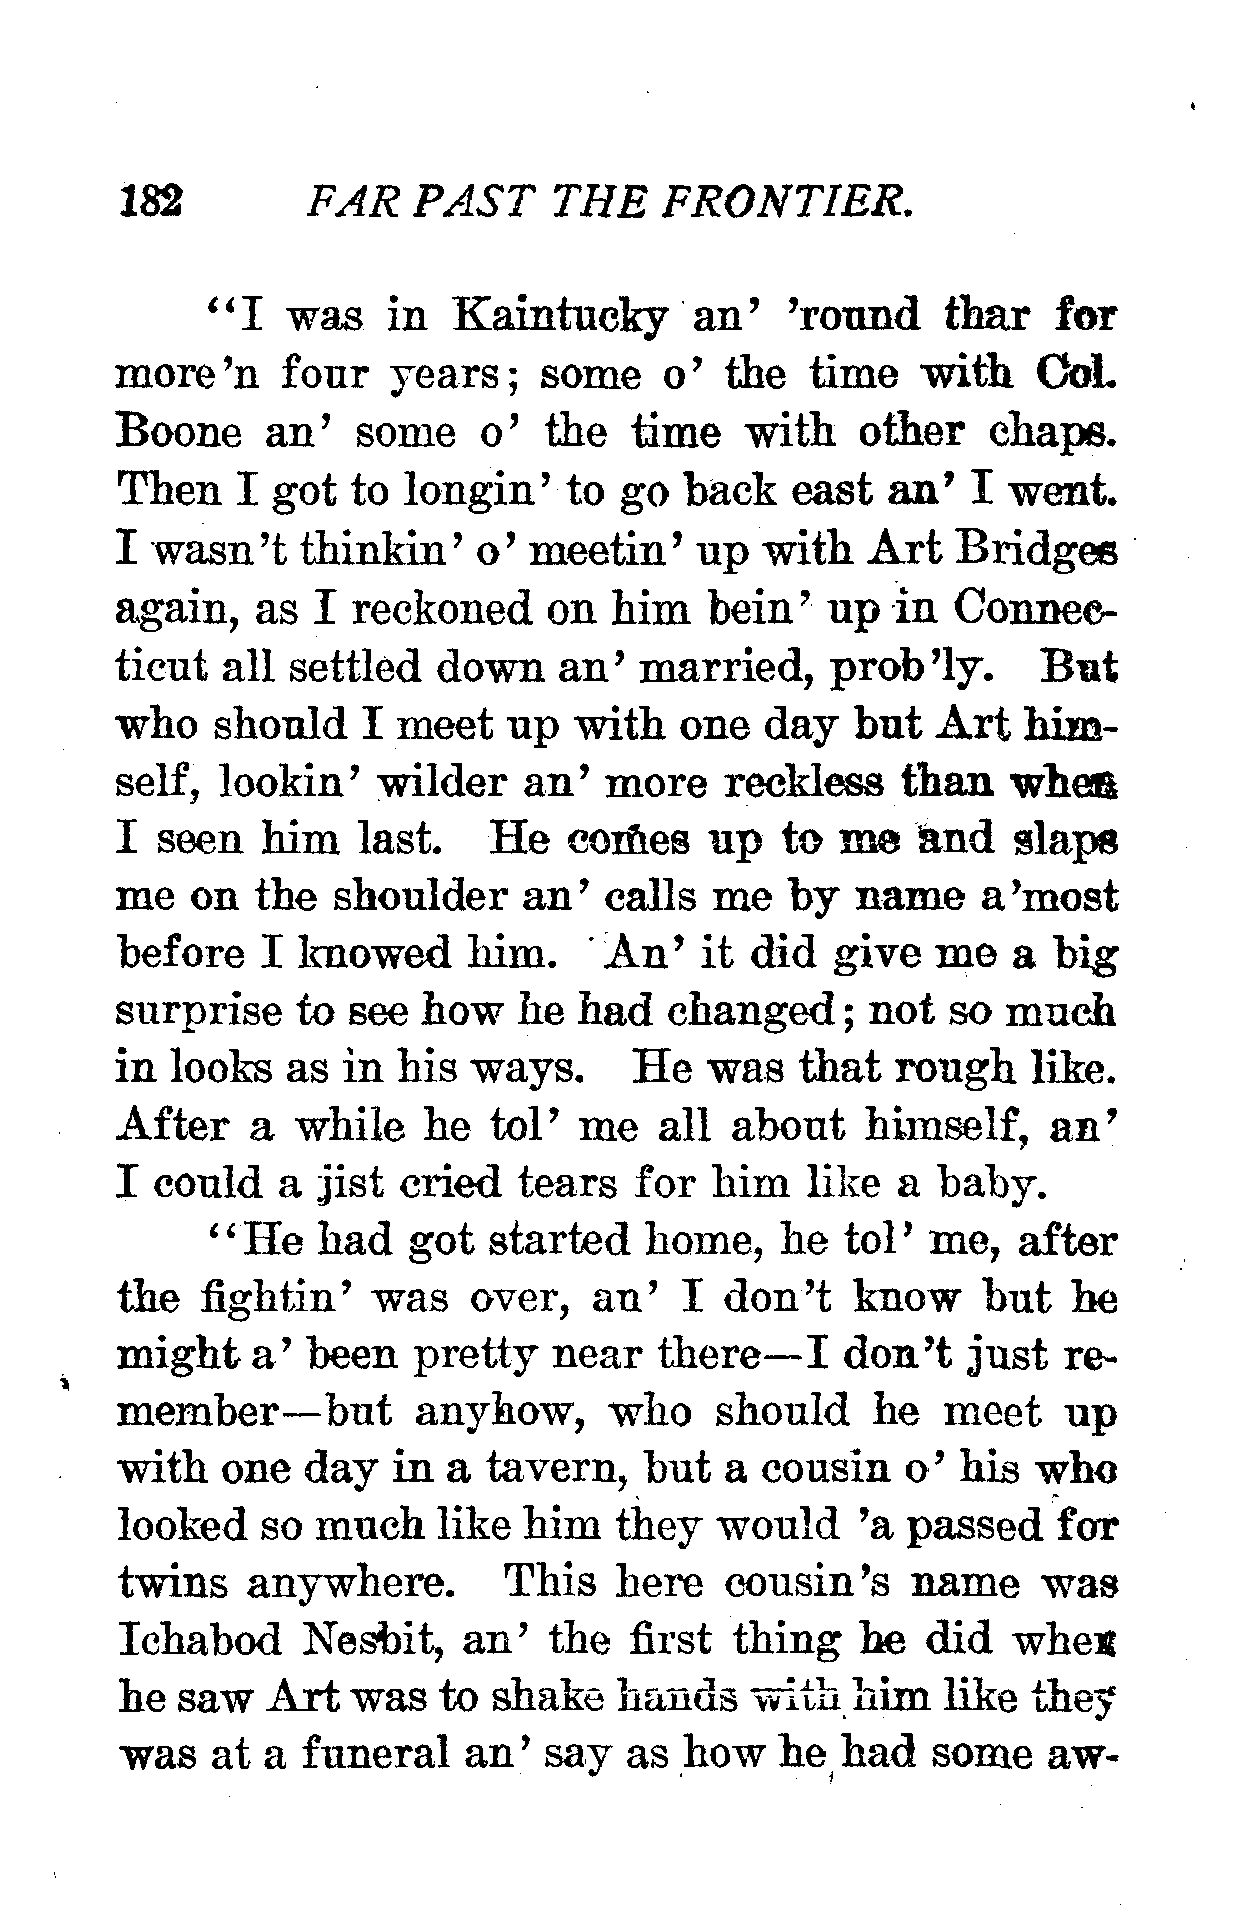 182 FAR PAST THE FRONTIER.
“I was in Kaintucky an’ ’round thar for
more’n four years; some o’ the time with Col.
Boone an’ some o’ the time with other chaps.
Then I got to longin’ to go back east an’ I went.
I wasn’t thinkin’ o’ meetin’ up with Art Bridges
again, as I reckoned on him bein’ up in Connec-
ticut all settled down an’ married, prob’ly. But
who should I meet up with one day but Art him-
self, lookin’ wilder an’ more reckless than when
I seen him last. He comes up to me and slaps
me on the shoulder an’ calls me by name a’most
before I knowed him. An’ it did give me a big
surprise to see how he had changed; not so much
in looks as in his ways. He was that rough like.
After a while he tol’ me all about himself, an’
I could a jist cried tears for him like a baby.
“He had got started home, he tol’ me, after
the fightin’ was over, an’ I don’t know but he
might a’ been pretty near there—I don’t just re-
member—but anyhow, who should he meet up
with one day in a tavern, but a cousin o’ his who
looked so much like him they would ’a passed for
twins anywhere. This here cousin’s name was
Ichabod Nesbit, an’ the first thing he did when
he saw Art was to shake hands with him like they
was at a funeral an’ say as how he had some aw-